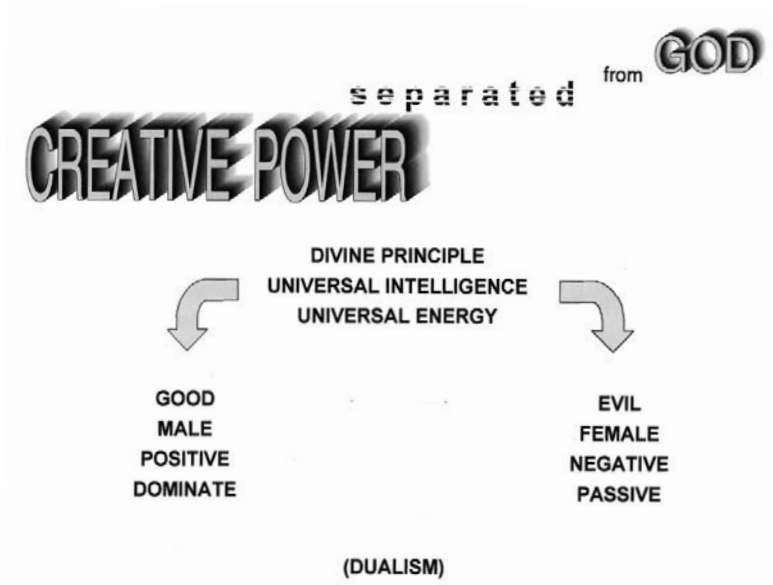 CREATIVE POWER separated from GOD
DIVINE PRINCIPLE
UNIVERSAL INTELLIGENCE
UNIVERSAL ENERGY
GOOD
MALE
POSITIVE
DOMINATE
EVIL
FEMALE
NEGATIVE
PASSIVE
(DUALISM)